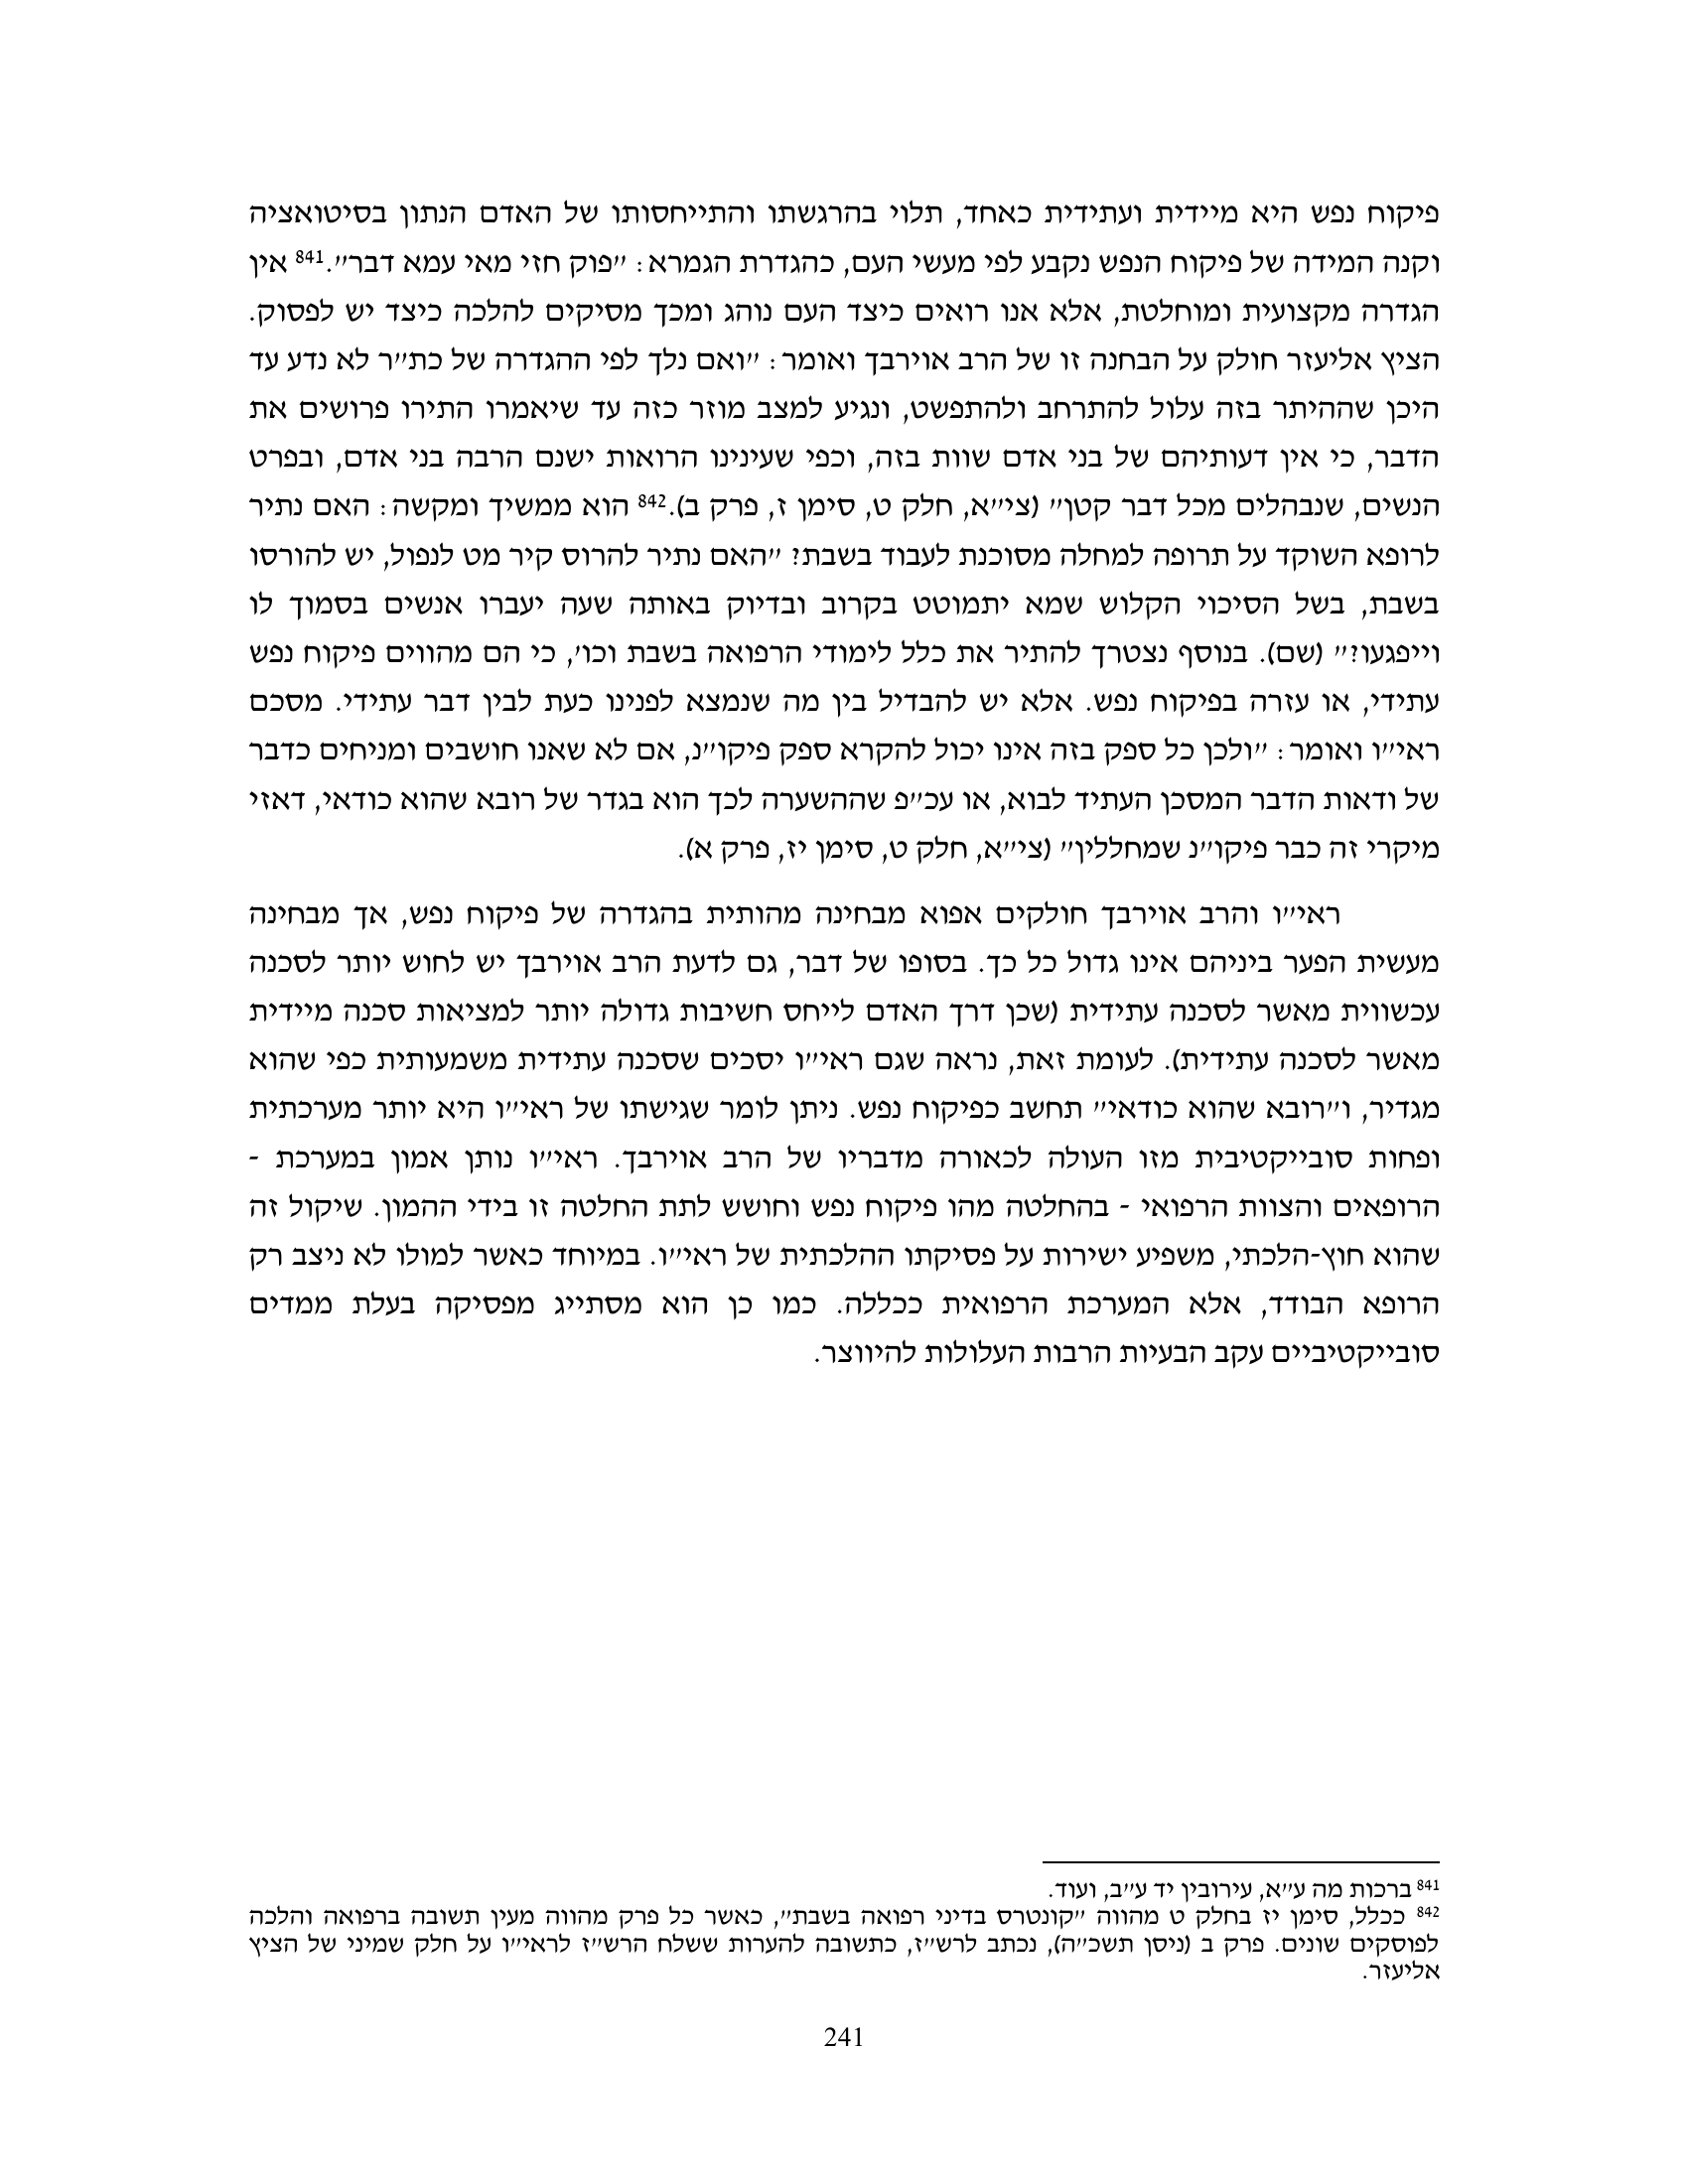 פיקוח נפש היא מיידית ועתידית כאחד, תלוי בהרגשתו והתייחסותו של האדם הנתון בסיטואציה
וקנה המידה של פיקוח הנפש נקבע לפי מעשי העם, כהגדרת הגמרא: "פוק חזי מאי עמא דבר".841 אין
הגדרה מקצועית ומוחלטת, אלא אנו רואים כיצד העם נוהג ומכך מסיקים להלכה כיצד יש לפסוק.
הציץ אליעזר חולק על הבחנה זו של הרב אוירבך ואומר: "ואם נלך לפי ההגדרה של כת"ר לא נדע עד
היכן שההיתר בזה עלול להתרחב ולהתפשט, ונגיע למצב מוזר כזה עד שיאמרו התירו פרושים את
הדבר, כי אין דעותיהם של בני אדם שוות בזה, וכפי שעינינו הרואות ישנם הרבה בני אדם, ובפרט
הנשים, שנבהלים מכל דבר קטן" (צי"א, חלק ט, סימן ז, פרק ב).842 הוא ממשיך ומקשה: האם נתיר
לרופא השוקד על תרופה למחלה מסוכנת לעבוד בשבת? "האם נתיר להרוס קיר מט לנפול, יש להורסו
בשבת, בשל הסיכוי הקלוש שמא יתמוטט בקרוב ובדיוק באותה שעה יעברו אנשים בסמוך לו
וייפגעו?" (שם). בנוסף נצטרך להתיר את כלל לימודי הרפואה בשבת וכו', כי הם מהווים פיקוח נפש
עתידי, או עזרה בפיקוח נפש. אלא יש להבדיל בין מה שנמצא לפנינו כעת לבין דבר עתידי. מסכם
ראי"ו ואומר: "ולכן כל ספק בזה אינו יכול להקרא ספק פיקו"נ, אם לא שאנו חושבים ומניחים כדבר
של ודאות הדבר המסכן העתיד לבוא, או עכ"פ שההשערה לכך הוא בגדר של רובא שהוא כודאי, דאזי
מיקרי זה כבר פיקו"נ שמחללין" (צי"א, חלק ט, סימן יז, פרק א).
ראי"ו והרב אוירבך חולקים אפוא מבחינה מהותית בהגדרה של פיקוח נפש, אך מבחינה
מעשית הפער ביניהם אינו גדול כל כך. בסופו של דבר, גם לדעת הרב אוירבך יש לחוש יותר לסכנה
עכשווית מאשר לסכנה עתידית (שכן דרך האדם לייחס חשיבות גדולה יותר למציאות סכנה מיידית
מאשר לסכנה עתידית). לעומת זאת, נראה שגם ראי"ו יסכים שסכנה עתידית משמעותית כפי שהוא
מגדיר, ו"רובא שהוא כודאי" תחשב כפיקוח נפש. ניתן לומר שגישתו של ראי"ו היא יותר מערכתית
ופחות סובייקטיבית מזו העולה לכאורה מדבריו של הרב אוירבך. ראי"ו נותן אמון במערכת -
הרופאים והצוות הרפואי - בהחלטה מהו פיקוח נפש וחושש לתת החלטה זו בידי ההמון. שיקול זה
שהוא חוץ-הלכתי, משפיע ישירות על פסיקתו ההלכתית של ראי"ו. במיוחד כאשר למולו לא ניצב רק
הרופא הבודד, אלא המערכת הרפואית ככללה. כמו כן הוא מסתייג מפסיקה בעלת ממדים
סובייקטיביים עקב הבעיות הרבות העלולות להיווצר.
841 ברכות מה ע"א, עירובין יד ע"ב, ועוד.
842 ככלל, סימן יז בחלק ט מהווה "קונטרס בדיני רפואה בשבת", כאשר כל פרק מהווה מעין תשובה ברפואה והלכה
לפוסקים שונים. פרק ב (ניסן תשכ"ה), נכתב לרש"ז, כתשובה להערות ששלח הרש"ז לראי"ו על חלק שמיני של הציץ
אליעזר.
241